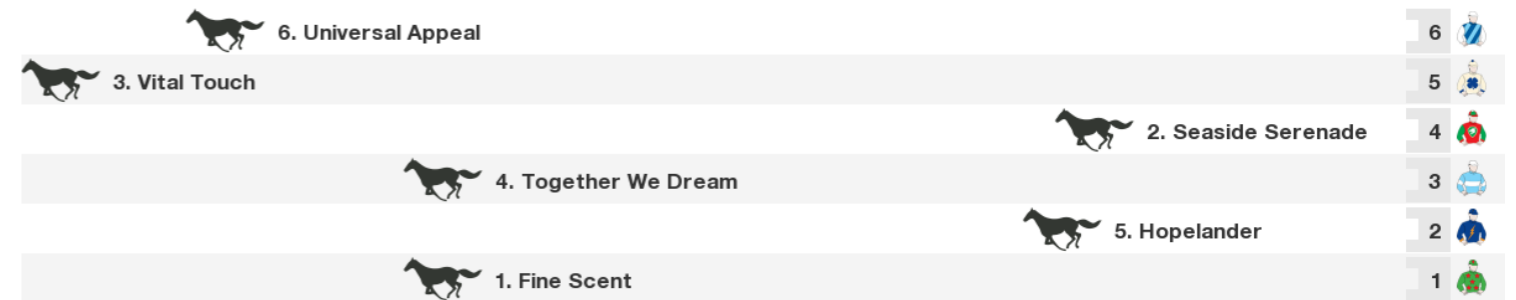 6. Universal Appeal 6
3. Vital Touch 5
2. Seaside Serenade 4
4. Together We Dream 3
5. Hopelander 2
1. Fine Scent 1